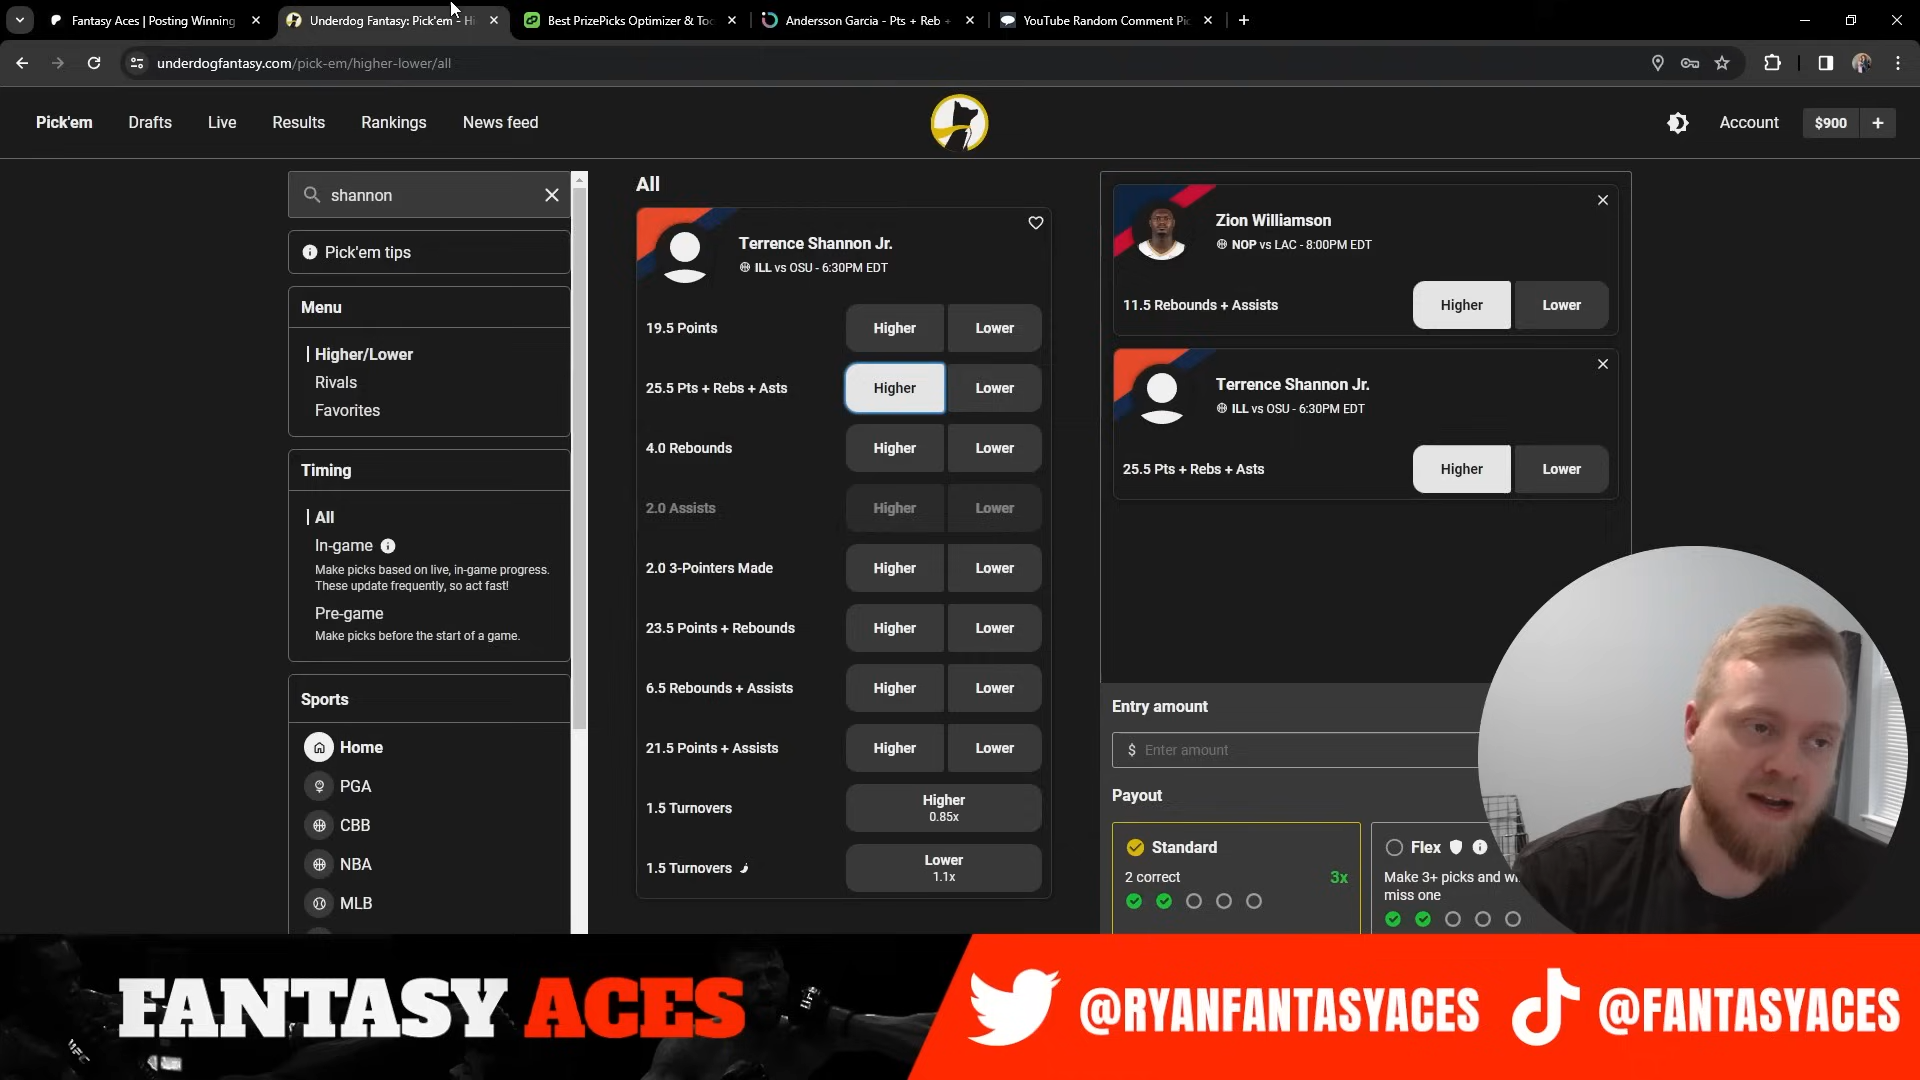 Fantasy Aces | Posting Winning
Underdog Fantasy: Pick'em - Hi
Best PrizePicks Optimizer & Too
Andersson Garcia - Pts + Reb +
YouTube Random Comment Pic
underdogfantasy.com/pick-em/higher-lower/all
Pick'em
Drafts
Live
Results
Rankings
News feed
Account
$900
+
shannon
Pick'em tips
Menu
Higher/Lower
Rivals
Favorites
Timing
All
In-game
Make picks based on live, in-game progress.
These update frequently, so act fast!
Pre-game
Make picks before the start of a game.
Sports
Home
PGA
CBB
NBA
MLB
All
Terrence Shannon Jr.
ILL vs OSU - 6:30PM EDT
19.5 Points Higher Lower
25.5 Pts + Rebs + Asts Higher Lower
4.0 Rebounds Higher Lower
2.0 Assists Higher Lower
2.0 3-Pointers Made Higher Lower
23.5 Points + Rebounds Higher Lower
6.5 Rebounds + Assists Higher Lower
21.5 Points + Assists Higher Lower
1.5 Turnovers Higher
0.85x
1.5 Turnovers Lower
1.1x
Zion Williamson
NOP vs LAC - 8:00PM EDT
11.5 Rebounds + Assists Higher Lower
Terrence Shannon Jr.
ILL vs OSU - 6:30PM EDT
25.5 Pts + Rebs + Asts Higher Lower
Entry amount
$ Enter amount
Payout
Standard
2 correct 3x
Flex
Make 3+ picks and wi
miss one
FANTASY ACES
@RYANFANTASYACES
@FANTASYACES